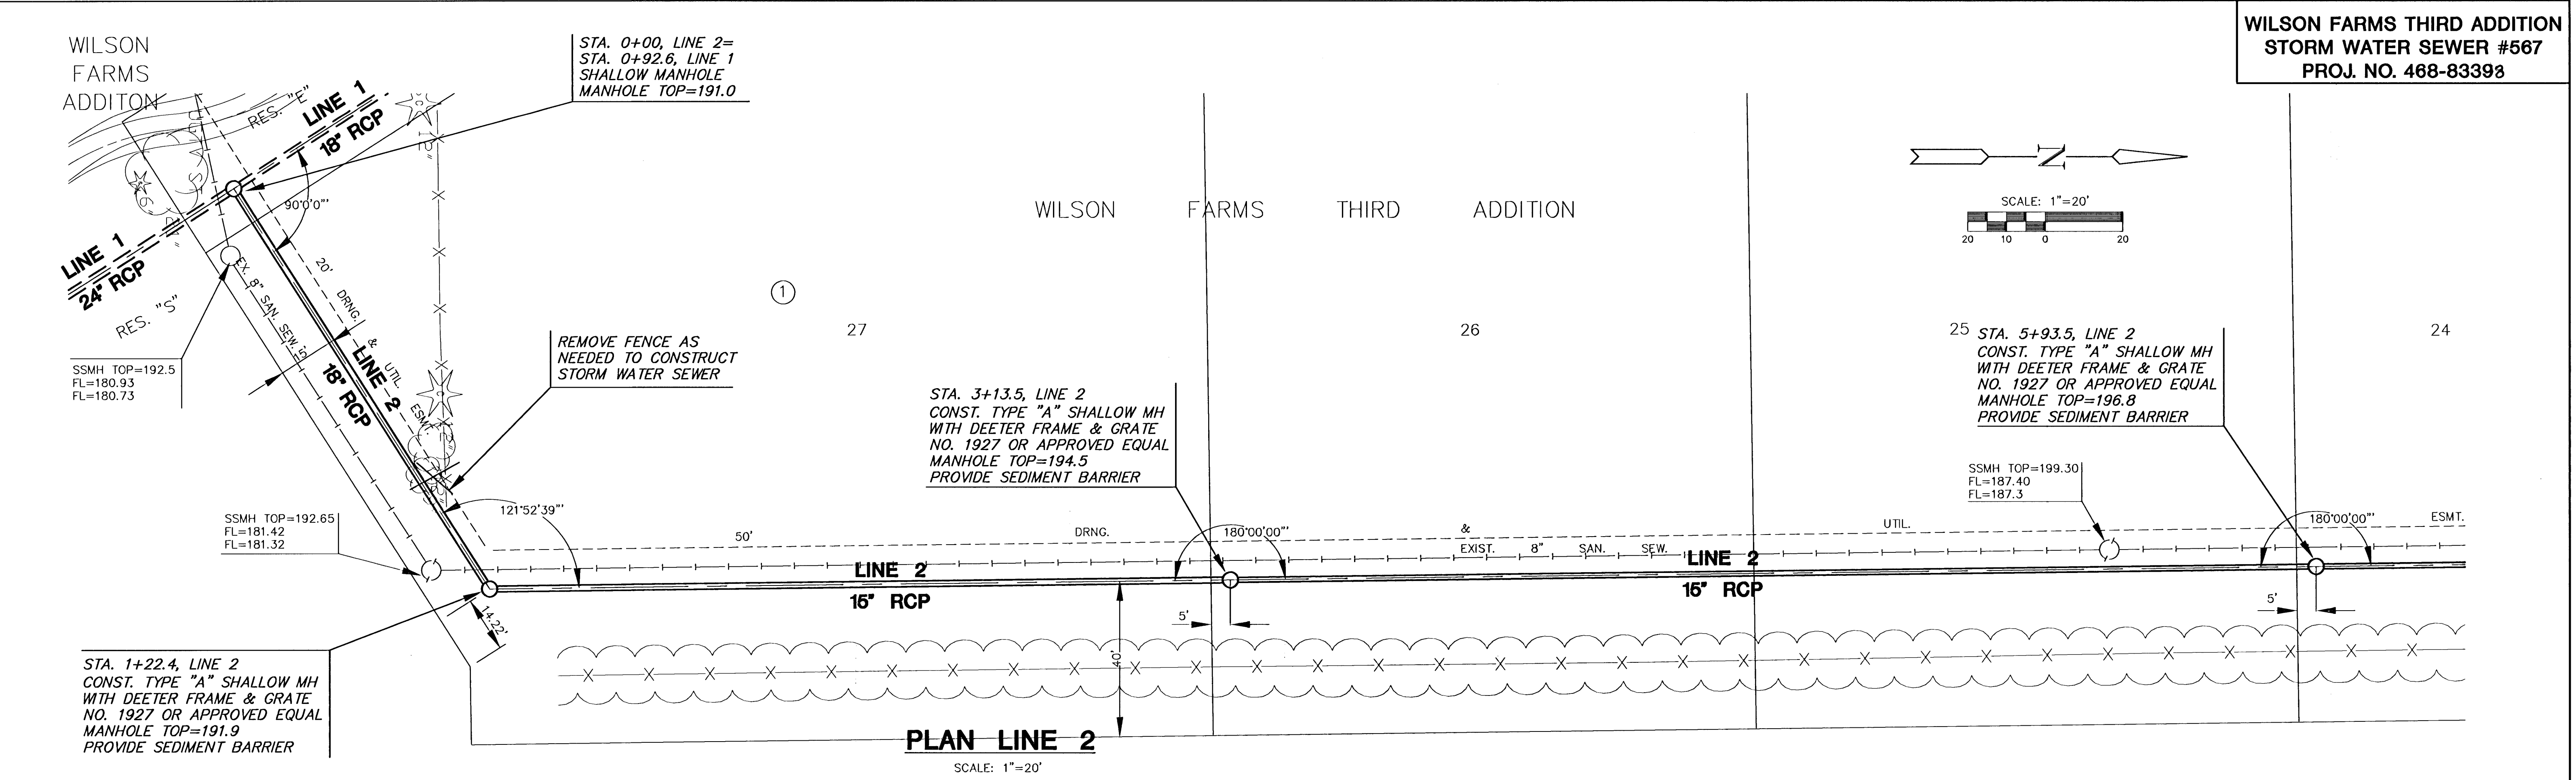 WILSON FARMS THIRD ADDITION
STORM WATER SEWER #567
PROJ. NO. 468-83393
WILSON
FARMS
ADDITON
STA. 0+00, LINE 2=
STA. 0+92.6, LINE 1
SHALLOW MANHOLE
MANHOLE TOP=191.0
RES. "E"
LINE 1
18" RCP
12"
90°0'0"'
LINE 1
24" RCP
RES. "S"
20'
DRNG.
&
UTIL.
ESMT.
EX. 8" SAN. SEW.
5'
LINE 2
18" RCP
SSMH TOP=192.5
FL=180.93
FL=180.73
REMOVE FENCE AS
NEEDED TO CONSTRUCT
STORM WATER SEWER
WILSON FARMS THIRD ADDITION
SCALE: 1"=20'
20 10 0 20
1
27
26
25
24
STA. 3+13.5, LINE 2
CONST. TYPE "A" SHALLOW MH
WITH DEETER FRAME & GRATE
NO. 1927 OR APPROVED EQUAL
MANHOLE TOP=194.5
PROVIDE SEDIMENT BARRIER
STA. 5+93.5, LINE 2
CONST. TYPE "A" SHALLOW MH
WITH DEETER FRAME & GRATE
NO. 1927 OR APPROVED EQUAL
MANHOLE TOP=196.8
PROVIDE SEDIMENT BARRIER
SSMH TOP=199.30
FL=187.40
FL=187.3
SSMH TOP=192.65
FL=181.42
FL=181.32
121°52'39"'
50' DRNG. & UTIL. ESMT.
180°00'00"'
180°00'00"'
EXIST. 8" SAN. SEW.
LINE 2
15" RCP
LINE 2
15" RCP
14.22'
5'
5'
40'
STA. 1+22.4, LINE 2
CONST. TYPE "A" SHALLOW MH
WITH DEETER FRAME & GRATE
NO. 1927 OR APPROVED EQUAL
MANHOLE TOP=191.9
PROVIDE SEDIMENT BARRIER
PLAN LINE 2
SCALE: 1"=20'